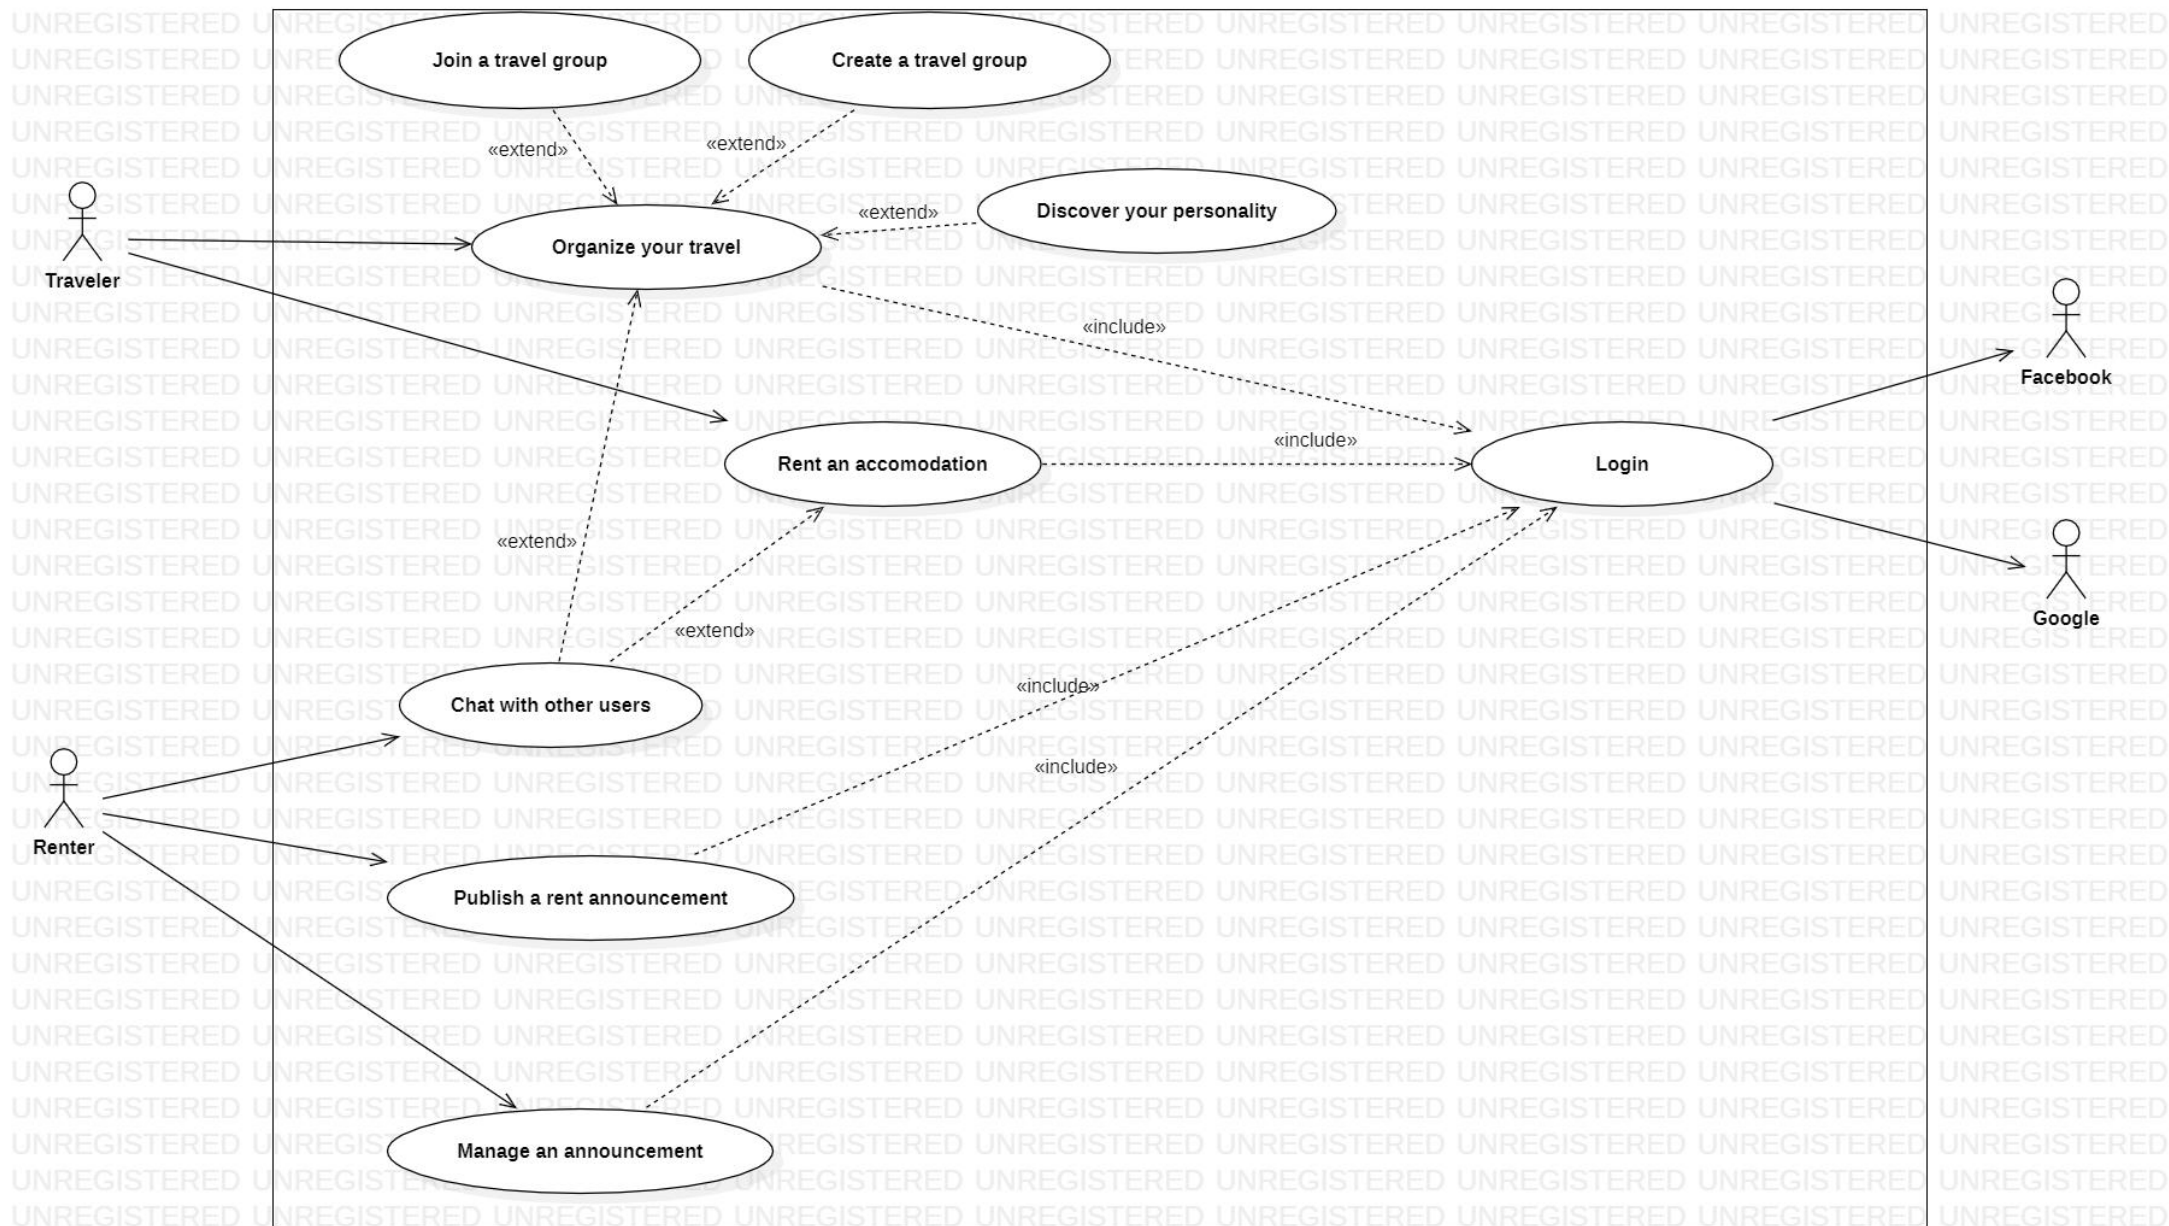 Join a travel group
Create a travel group
«extend»
«extend»
Discover your personality
«extend»
Organize your travel
Traveler
«include»
Facebook
«include»
Rent an accomodation
Login
«extend»
Google
«extend»
«include»
Chat with other users
«include»
Renter
Publish a rent announcement
Manage an announcement
UNREGISTERED